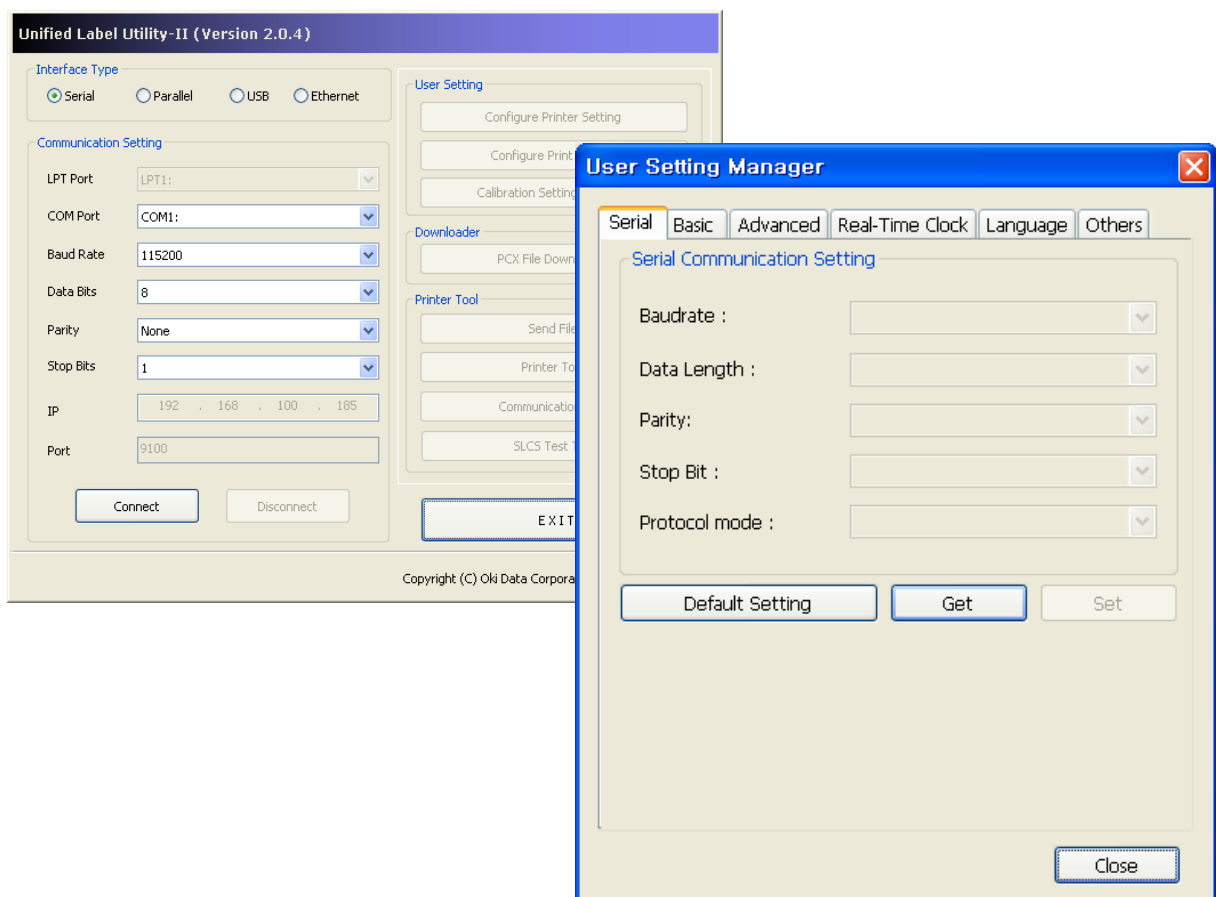 Unified Label Utility-II (Version 2.0.4)
Interface Type
Serial Parallel USB Ethernet
Communication Setting
LPT Port LPT1:
COM Port COM1:
Baud Rate 115200
Data Bits 8
Parity None
Stop Bits 1
IP 192 . 168 . 100 . 185
Port 9100
Connect Disconnect
User Setting
Configure Printer Setting
Configure Print
Calibration Setting
Downloader
PCX File Down
Printer Tool
Send File
Printer To
Communication
SLCS Test
EXIT
Copyright (C) Oki Data Corpora
User Setting Manager
Serial Basic Advanced Real-Time Clock Language Others
Serial Communication Setting
Baudrate :
Data Length :
Parity:
Stop Bit :
Protocol mode :
Default Setting Get Set
Close